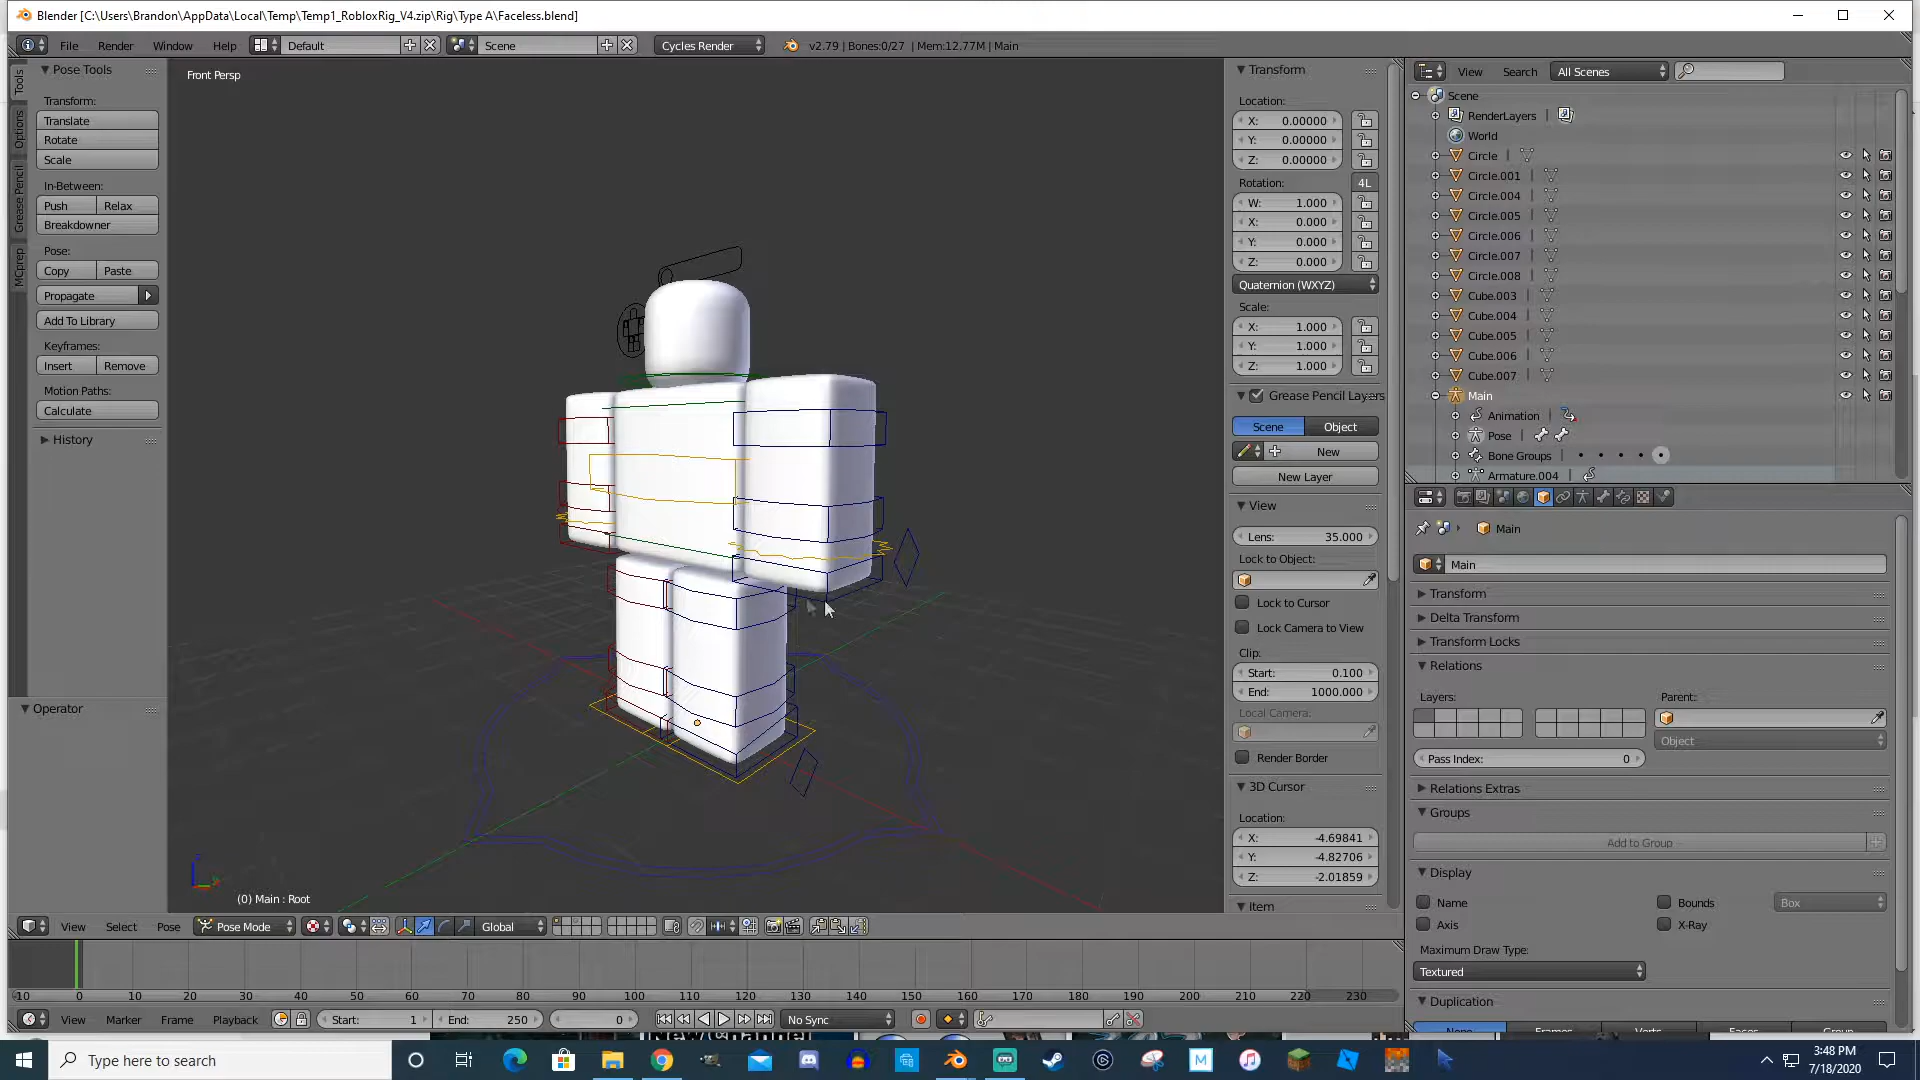 Blender [C:\Users\Brandon\AppData\Local\Temp\Temp1_RobloxRig_V4.zip\Rig\Type A\Faceless.blend]
File Render Window Help Default Scene Cycles Render v2.79 | Bones:0/27 | Mem:12.77M | Main
Tools
Options
Grease Pencil
MCprep
Pose Tools
Transform:
Translate
Rotate
Scale
In-Between:
Push Relax
Breakdowner
Pose:
Copy Paste
Propagate
Add To Library
Keyframes:
Insert Remove
Motion Paths:
Calculate
History
Operator
Front Persp
(0) Main : Root
Transform
Location:
X: 0.00000
Y: 0.00000
Z: 0.00000
Rotation: 4L
W: 1.000
X: 0.000
Y: 0.000
Z: 0.000
Quaternion (WXYZ)
Scale:
X: 1.000
Y: 1.000
Z: 1.000
Grease Pencil Layers
Scene Object
New
New Layer
View
Lens: 35.000
Lock to Object:
Lock to Cursor
Lock Camera to View
Clip:
Start: 0.100
End: 1000.000
Local Camera:
Render Border
3D Cursor
Location:
X: -4.69841
Y: -4.82706
Z: -2.01859
Item
View Search All Scenes
Scene
RenderLayers
World
Circle
Circle.001
Circle.004
Circle.005
Circle.006
Circle.007
Circle.008
Cube.003
Cube.004
Cube.005
Cube.006
Cube.007
Main
Animation
Pose
Bone Groups
Armature.004
Main
Main
Transform
Delta Transform
Transform Locks
Relations
Layers: Parent:
Object
Pass Index: 0
Relations Extras
Groups
Add to Group
Display
Name Bounds Box
Axis X-Ray
Maximum Draw Type:
Textured
Duplication
None Frames Verts Faces Group
View Select Pose Pose Mode Global
-10 0 10 20 30 40 50 60 70 80 90 100 110 120 130 140 150 160 170 180 190 200 210 220 230
View Marker Frame Playback Start: 1 End: 250 0 No Sync
New Channel
Type here to search
3:48 PM
7/18/2020